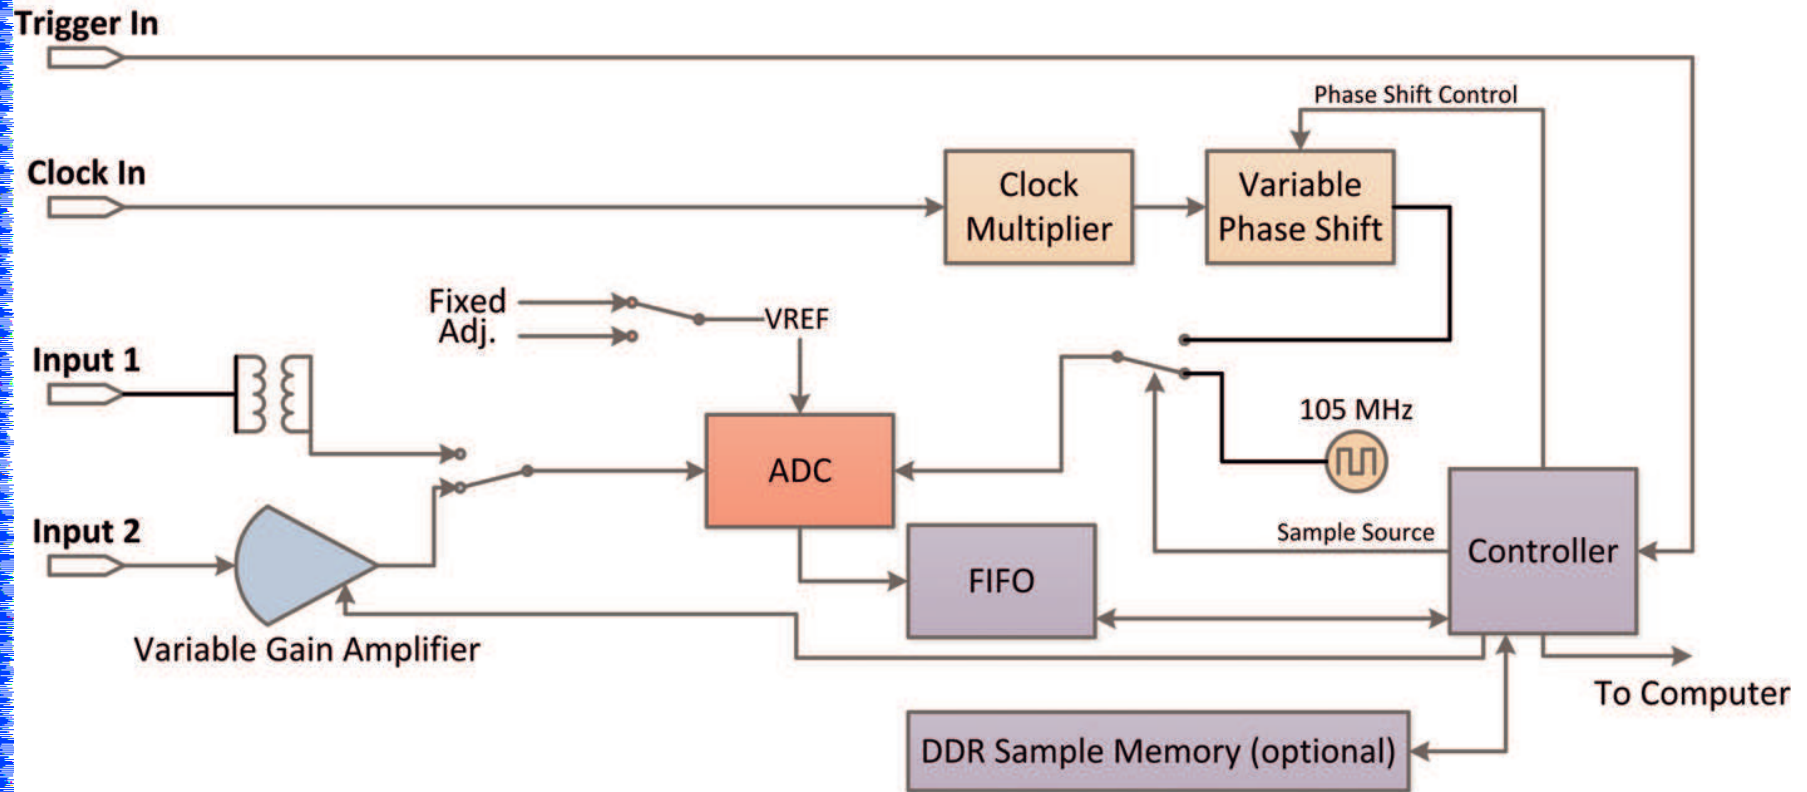 Trigger In
Phase Shift Control
Clock In
Clock
Multiplier
Variable
Phase Shift
Fixed
Adj.
VREF
Input 1
105 MHz
ADC
Input 2
Sample Source
Controller
FIFO
Variable Gain Amplifier
To Computer
DDR Sample Memory (optional)